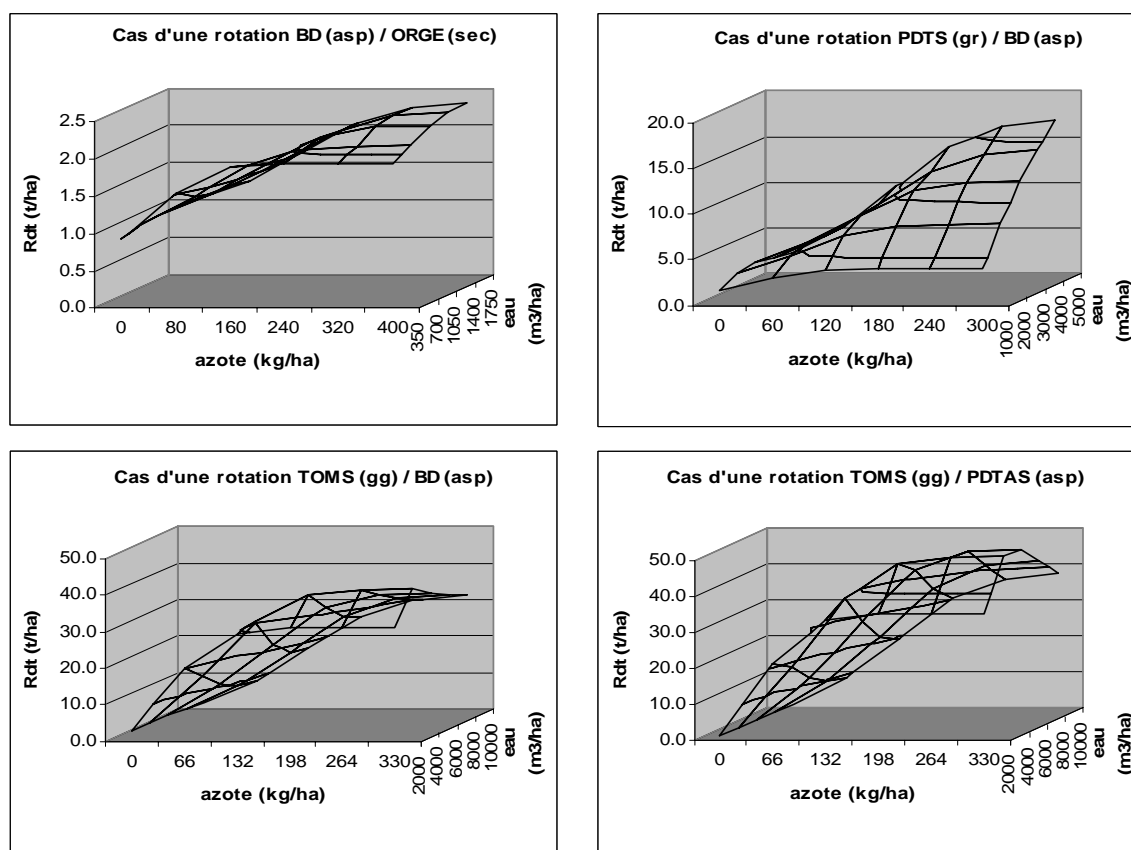 Cas d'une rotation BD (asp) / ORGE (sec)
2.5
2.0
1.5
1.0
0.5
0.0
Rdt (t/ha)
0 80 160 240 320 400
350 700 1050 1400 1750
azote (kg/ha)
eau (m3/ha)
Cas d'une rotation PDTS (gr) / BD (asp)
20.0
15.0
10.0
5.0
0.0
Rdt (t/ha)
0 60 120 180 240 300
1000 2000 3000 4000 5000
azote (kg/ha)
eau (m3/ha)
Cas d'une rotation TOMS (gg) / BD (asp)
50.0
40.0
30.0
20.0
10.0
0.0
Rdt (t/ha)
0 66 132 198 264 330
2000 4000 6000 8000 10000
azote (kg/ha)
eau (m3/ha)
Cas d'une rotation TOMS (gg) / PDTAS (asp)
50.0
40.0
30.0
20.0
10.0
0.0
Rdt (t/ha)
0 66 132 198 264 330
2000 4000 6000 8000 10000
azote (kg/ha)
eau (m3/ha)